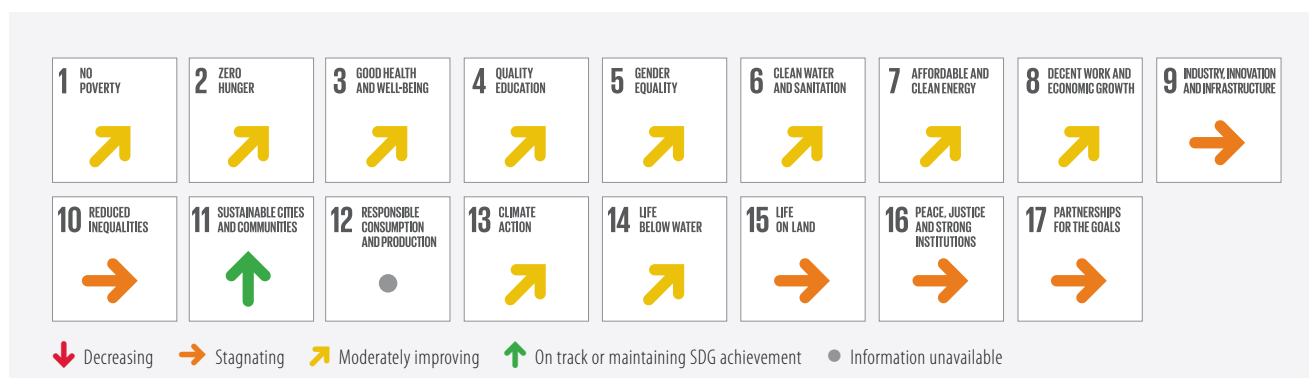 1 NO
POVERTY
2 ZERO
HUNGER
3 GOOD HEALTH
AND WELL-BEING
4 QUALITY
EDUCATION
5 GENDER
EQUALITY
6 CLEAN WATER
AND SANITATION
7 AFFORDABLE AND
CLEAN ENERGY
8 DECENT WORK AND
ECONOMIC GROWTH
9 INDUSTRY, INNOVATION
AND INFRASTRUCTURE
10 REDUCED
INEQUALITIES
11 SUSTAINABLE CITIES
AND COMMUNITIES
12 RESPONSIBLE
CONSUMPTION
AND PRODUCTION
13 CLIMATE
ACTION
14 LIFE
BELOW WATER
15 LIFE
ON LAND
16 PEACE, JUSTICE
AND STRONG
INSTITUTIONS
17 PARTNERSHIPS
FOR THE GOALS
Decreasing
Stagnating
Moderately improving
On track or maintaining SDG achievement
Information unavailable